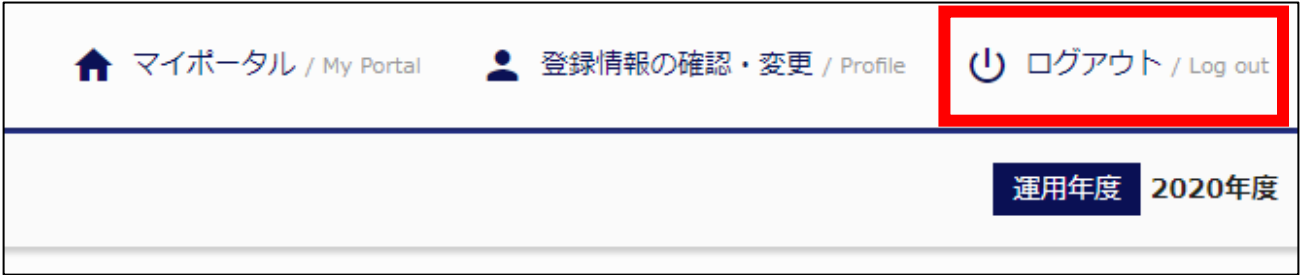 マイポータル / My Portal 登録情報の確認・変更 / Profile ログアウト / Log out
運用年度 2020年度